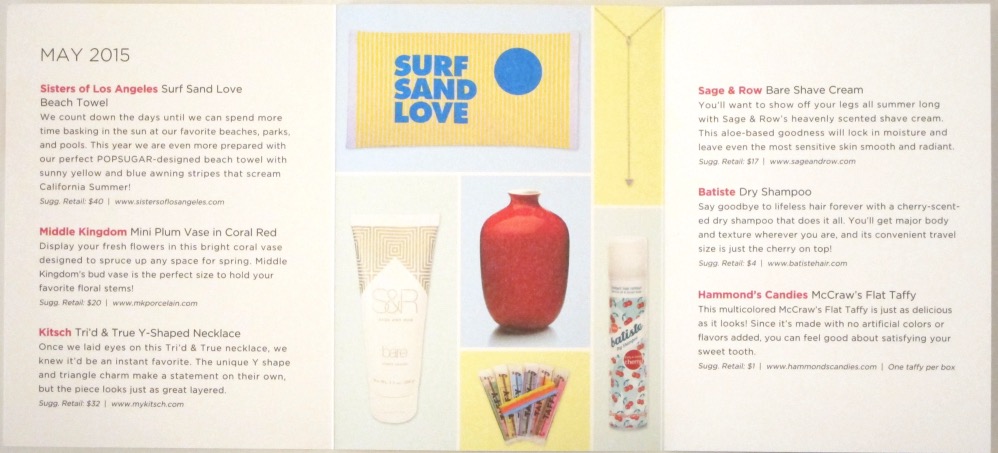 MAY 2015
Sisters of Los Angeles Surf Sand Love
Beach Towel
We count down the days until we can spend more
time basking in the sun at our favorite beaches, parks,
and pools. This year we are even more prepared with
our perfect POPSUGAR-designed beach towel with
sunny yellow and blue awning stripes that scream
California Summer!
Sugg. Retail: $40 | www.sistersoflosangeles.com
Middle Kingdom Mini Plum Vase in Coral Red
Display your fresh flowers in this bright coral vase
designed to spruce up any space for spring. Middle
Kingdom's bud vase is the perfect size to hold your
favorite floral stems!
Sugg. Retail: $20 | www.mkporcelain.com
Kitsch Tri'd & True Y-Shaped Necklace
Once we laid eyes on this Tri'd & True necklace, we
knew it'd be an instant favorite. The unique Y shape
and triangle charm make a statement on their own,
but the piece looks just as great layered.
Sugg. Retail: $32 | www.mykitsch.com
SURF
SAND
LOVE
S&R
bare
batiste
cherry
Sage & Row Bare Shave Cream
You'll want to show off your legs all summer long
with Sage & Row's heavenly scented shave cream.
This aloe-based goodness will lock in moisture and
leave even the most sensitive skin smooth and radiant.
Sugg. Retail: $17 | www.sageandrow.com
Batiste Dry Shampoo
Say goodbye to lifeless hair forever with a cherry-scent-
ed dry shampoo that does it all. You'll get major body
and texture wherever you are, and its convenient travel
size is just the cherry on top!
Sugg. Retail: $4 | www.batistehair.com
Hammond's Candies McCraw's Flat Taffy
This multicolored McCraw's Flat Taffy is just as delicious
as it looks! Since it's made with no artificial colors or
flavors added, you can feel good about satisfying your
sweet tooth.
Sugg. Retail: $1 | www.hammondscandies.com | One taffy per box